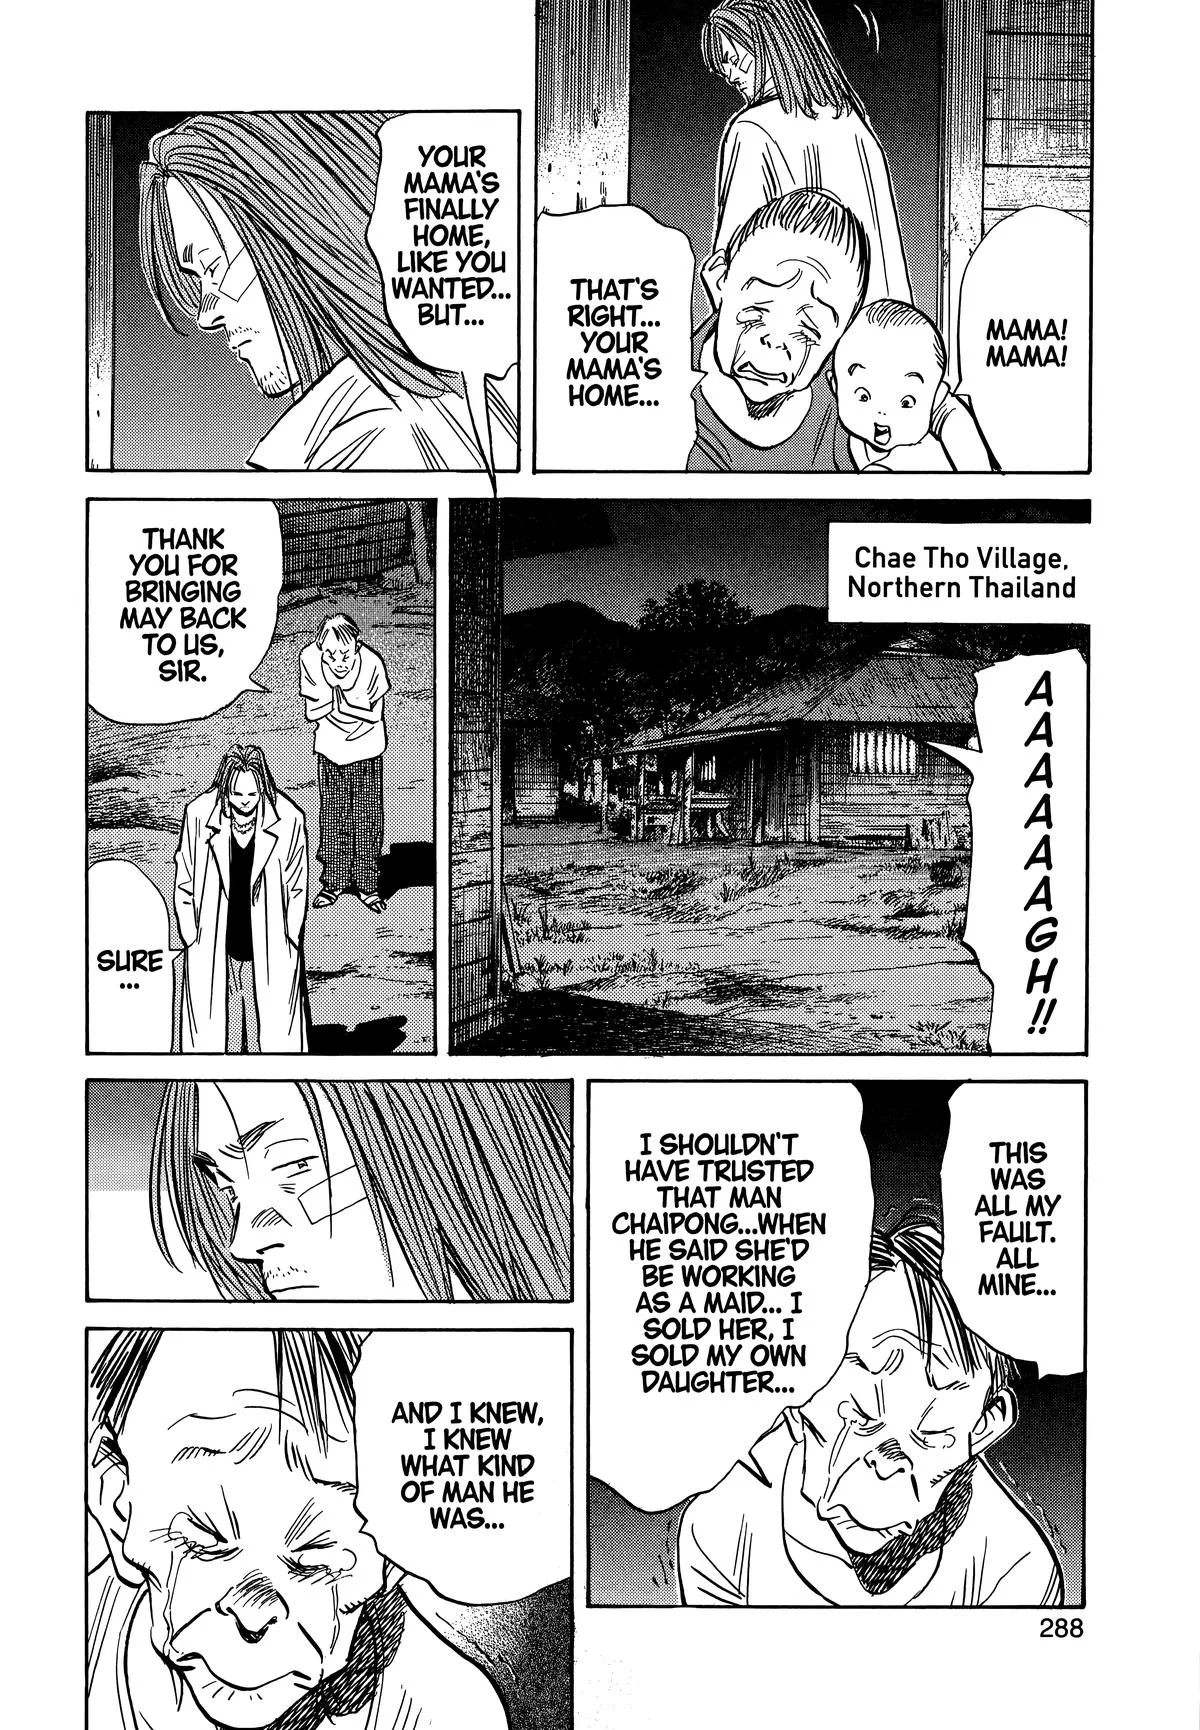 MAMA!
MAMA!
THAT'S
RIGHT...
YOUR
MAMA'S
HOME...
YOUR
MAMA'S
FINALLY
HOME,
LIKE YOU
WANTED...
BUT...
Chae Tho Village,
Northern Thailand
AAAAAAGH!!
THANK
YOU FOR
BRINGING
MAY BACK
TO US,
SIR.
SURE
...
THIS
WAS
ALL MY
FAULT.
ALL
MINE...
I SHOULDN'T
HAVE TRUSTED
THAT MAN
CHAIPONG...WHEN
HE SAID SHE'D
BE WORKING
AS A MAID... I
SOLD HER, I
SOLD MY OWN
DAUGHTER...
AND I KNEW,
I KNEW
WHAT KIND
OF MAN HE
WAS...
288